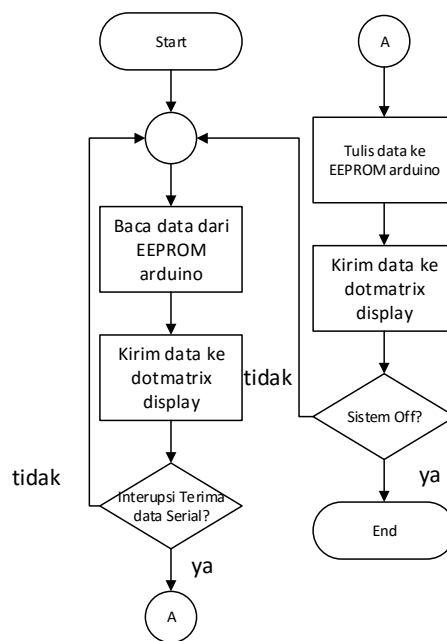 Start
Baca data dari
EEPROM
arduino
Kirim data ke
dotmatrix
display
Interupsi Terima
data Serial?
tidak
ya
A
A
Tulis data ke
EEPROM arduino
Kirim data ke
dotmatrix
display
Sistem Off?
tidak
ya
End